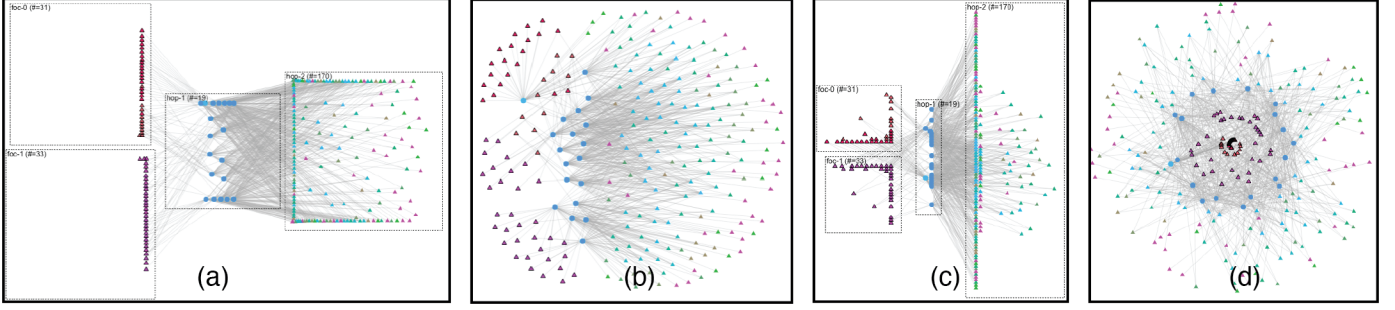 foc-0 (#=31)
hop-1 (#=19)
hop-2 (#=170)
foc-1 (#=33)
(a)
(b)
hop-2 (#=170)
foc-0 (#=31)
hop-1 (#=19)
foc-1 (#=33)
(c)
(d)